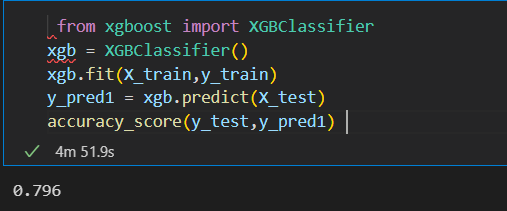 from xgboost import XGBClassifier
xgb = XGBClassifier()
xgb.fit(X_train,y_train)
y_pred1 = xgb.predict(X_test)
accuracy_score(y_test,y_pred1)
4m 51.9s
0.796